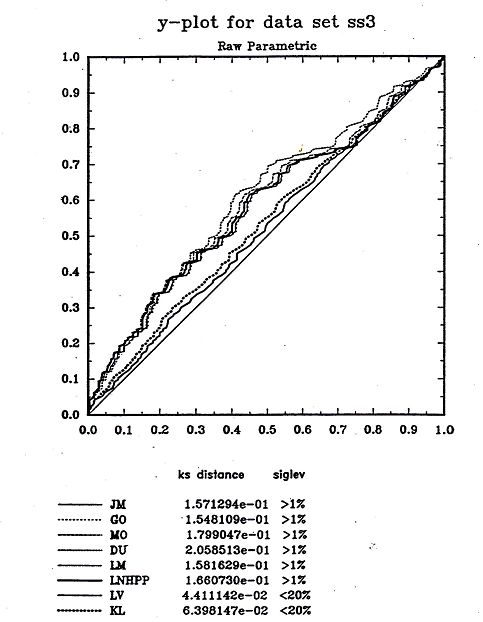 y-plot for data set ss3
Raw Parametric
1.0
0.9
0.8
0.7
0.6
0.5
0.4
0.3
0.2
0.1
0.0
0.0 0.1 0.2 0.3 0.4 0.5 0.6 0.7 0.8 0.9 1.0
ks distance siglev
JM 1.571294e-01 >1%
GO 1.548109e-01 >1%
MO 1.799047e-01 >1%
DU 2.058513e-01 >1%
LM 1.581629e-01 >1%
LNHPP 1.660730e-01 >1%
LV 4.411142e-02 <20%
KL 6.398147e-02 <20%